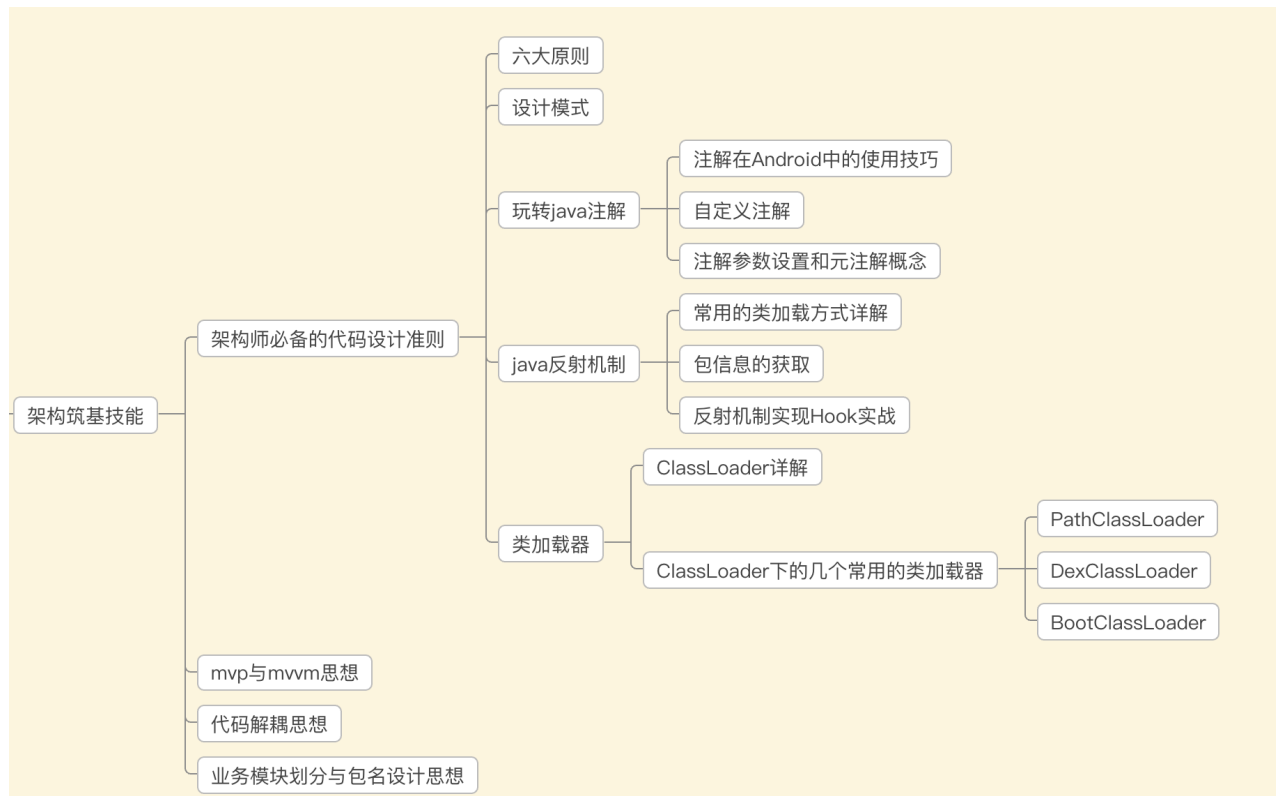 六大原则
设计模式
注解在Android中的使用技巧
玩转java注解
自定义注解
注解参数设置和元注解概念
常用的类加载方式详解
架构师必备的代码设计准则
java反射机制
包信息的获取
架构筑基技能
反射机制实现Hook实战
ClassLoader详解
PathClassLoader
类加载器
ClassLoader下的几个常用的类加载器
DexClassLoader
BootClassLoader
mvp与mvvm思想
代码解耦思想
业务模块划分与包名设计思想